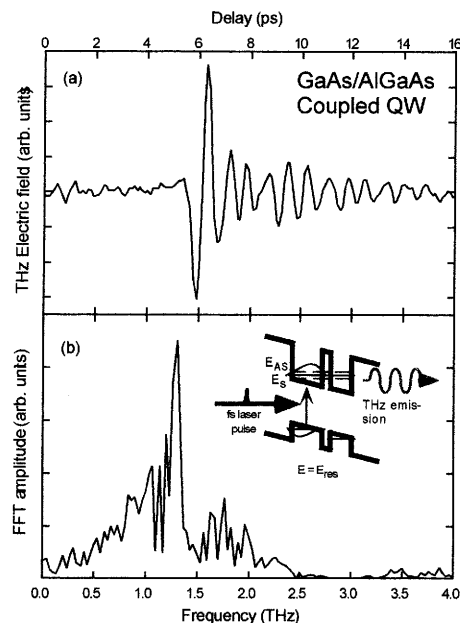 Delay (ps)
0 2 4 6 8 10 12 14 16
(a)
GaAs/AlGaAs
Coupled QW
THz Electric field (arb. units)
(b)
E_AS
E_S
fs laser
pulse
THz emis-
sion
E = E_res
FFT amplitude (arb. units)
0.0 0.5 1.0 1.5 2.0 2.5 3.0 3.5 4.0
Frequency (THz)